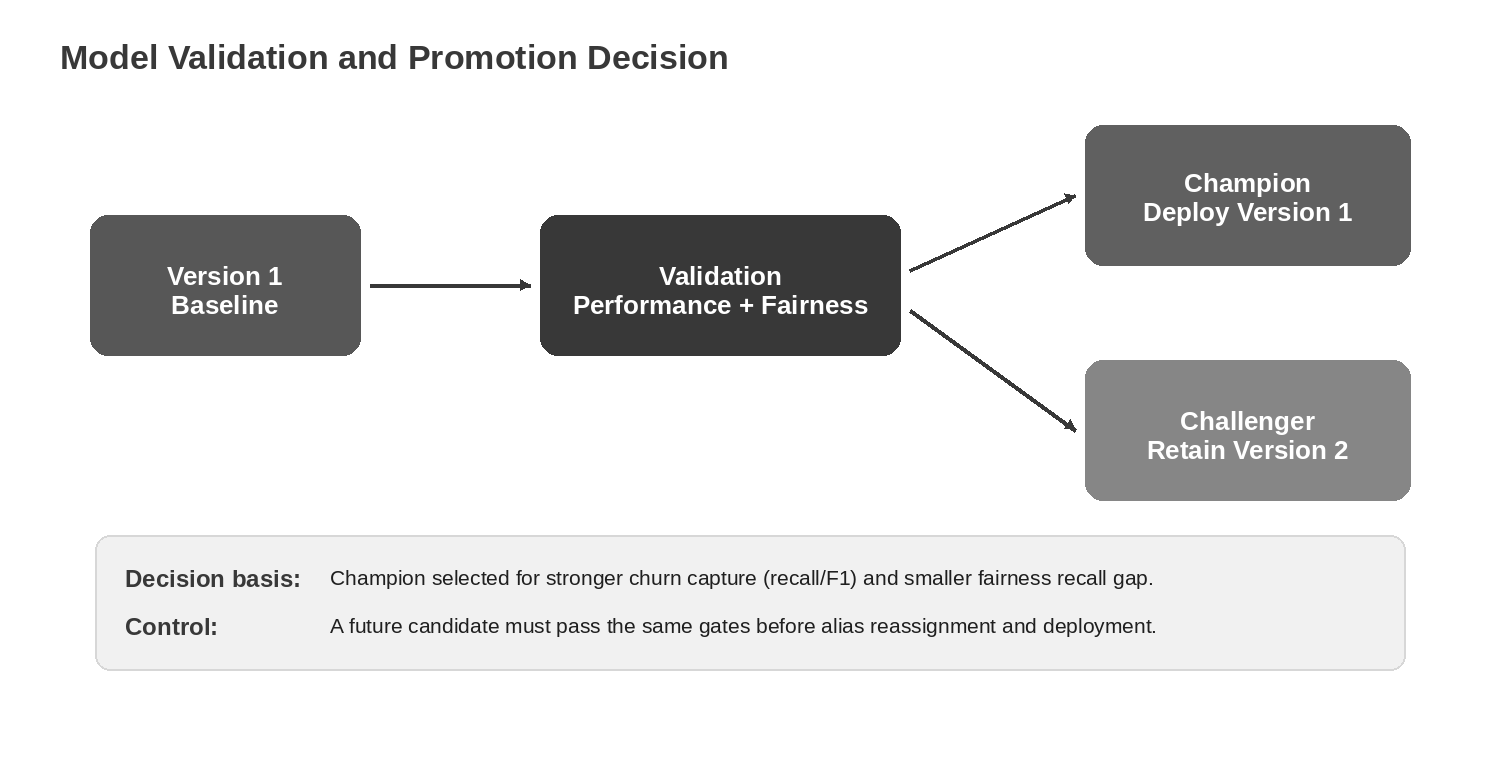 Model Validation and Promotion Decision
Version 1
Baseline
Validation
Performance + Fairness
Champion
Deploy Version 1
Challenger
Retain Version 2
Decision basis: Champion selected for stronger churn capture (recall/F1) and smaller fairness recall gap.
Control: A future candidate must pass the same gates before alias reassignment and deployment.